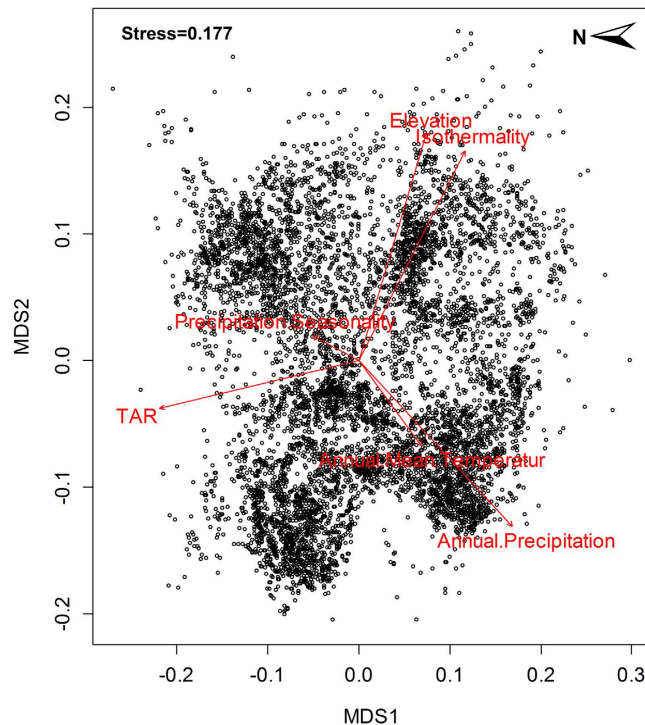 Stress=0.177
N
Elevation
Isothermality
Precipitation.Seasonality
TAR
Annual.Mean.Temperatur
Annual.Precipitation
MDS2
0.2
0.1
0.0
-0.1
-0.2
-0.2
-0.1
0.0
0.1
0.2
0.3
MDS1